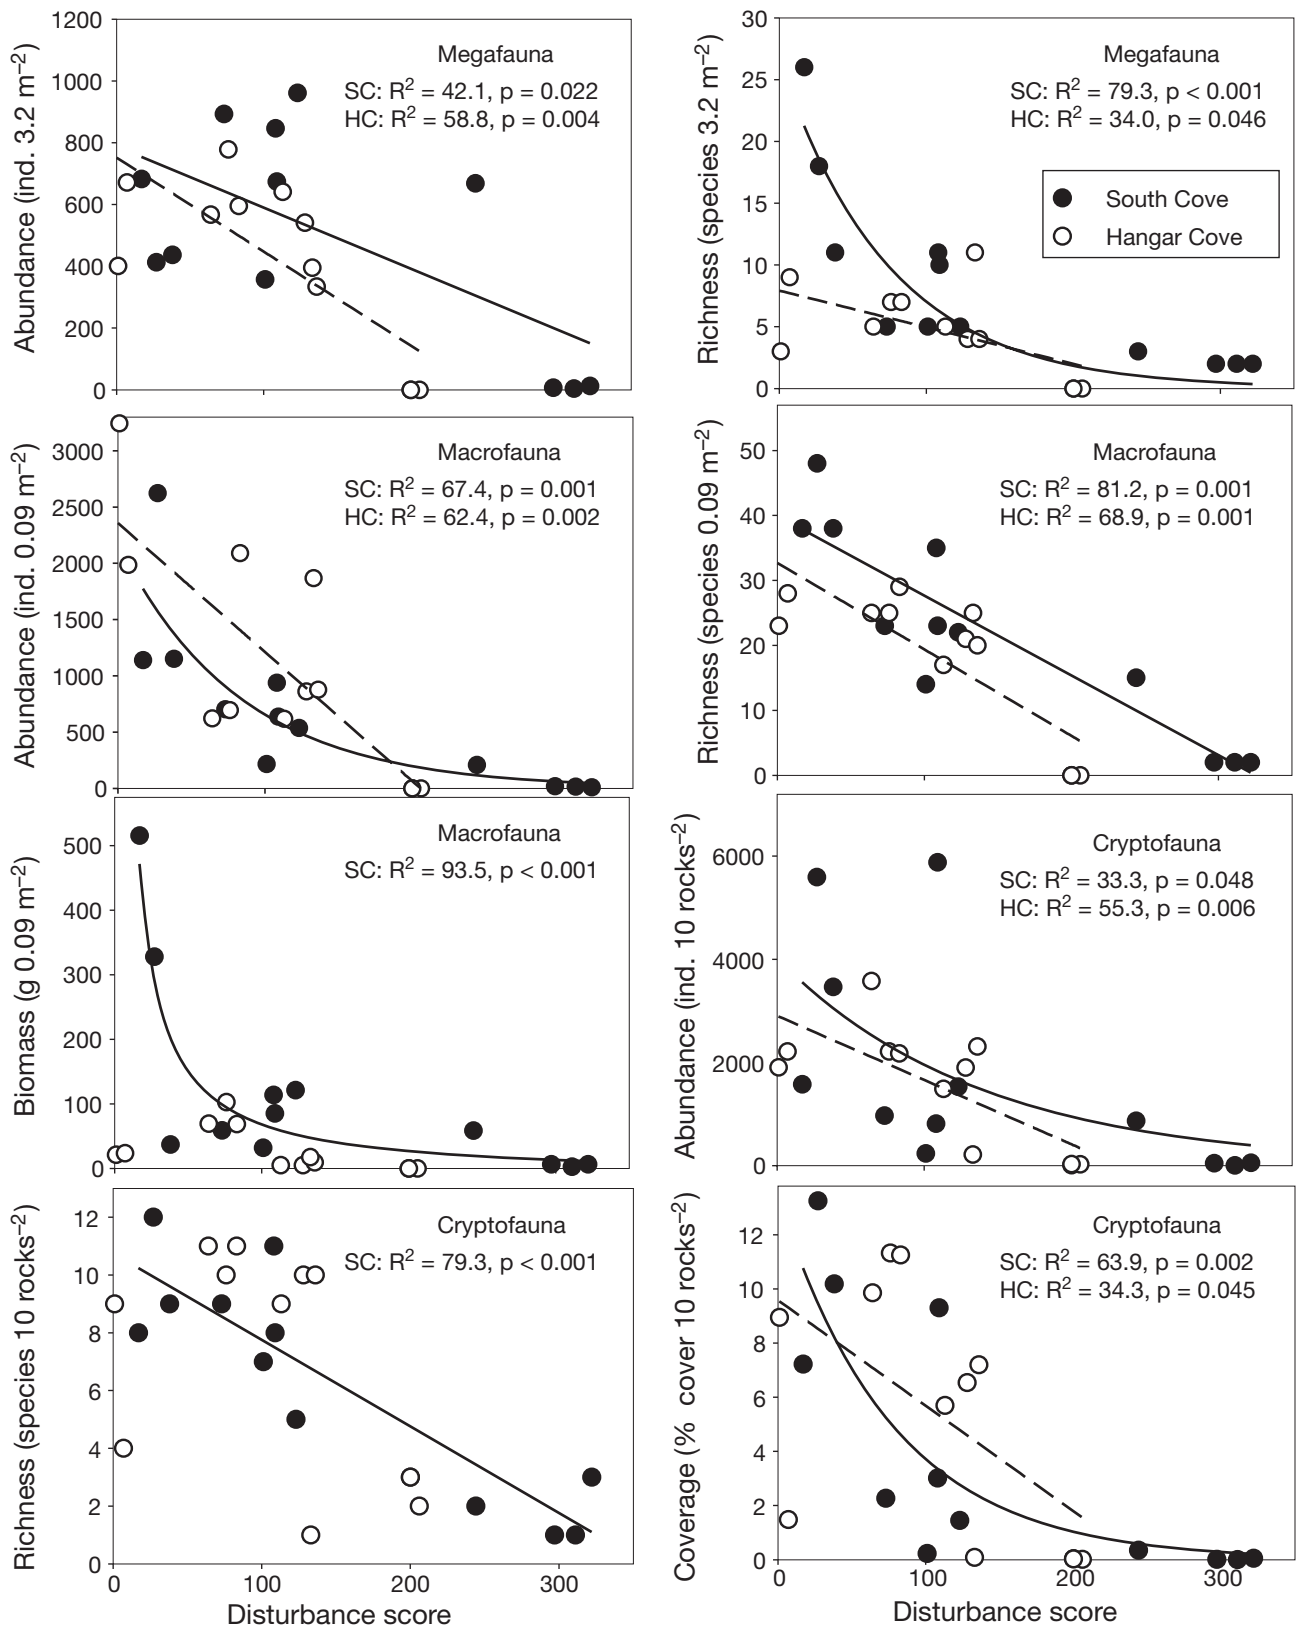 1200
1000
800
600
400
200
0
Abundance (ind. 3.2 m⁻²)
Megafauna
SC: R² = 42.1, p = 0.022
HC: R² = 58.8, p = 0.004
30
25
20
15
10
5
0
Richness (species 3.2 m⁻²)
Megafauna
SC: R² = 79.3, p < 0.001
HC: R² = 34.0, p = 0.046
South Cove
Hangar Cove
3000
2500
2000
1500
1000
500
0
Abundance (ind. 0.09 m⁻²)
Macrofauna
SC: R² = 67.4, p = 0.001
HC: R² = 62.4, p = 0.002
50
40
30
20
10
0
Richness (species 0.09 m⁻²)
Macrofauna
SC: R² = 81.2, p = 0.001
HC: R² = 68.9, p = 0.001
500
400
300
200
100
0
Biomass (g 0.09 m⁻²)
Macrofauna
SC: R² = 93.5, p < 0.001
6000
4000
2000
0
Abundance (ind. 10 rocks⁻²)
Cryptofauna
SC: R² = 33.3, p = 0.048
HC: R² = 55.3, p = 0.006
12
10
8
6
4
2
0
Richness (species 10 rocks⁻²)
Cryptofauna
SC: R² = 79.3, p < 0.001
0 100 200 300
Disturbance score
12
10
8
6
4
2
0
Coverage (% cover 10 rocks⁻²)
Cryptofauna
SC: R² = 63.9, p = 0.002
HC: R² = 34.3, p = 0.045
0 100 200 300
Disturbance score